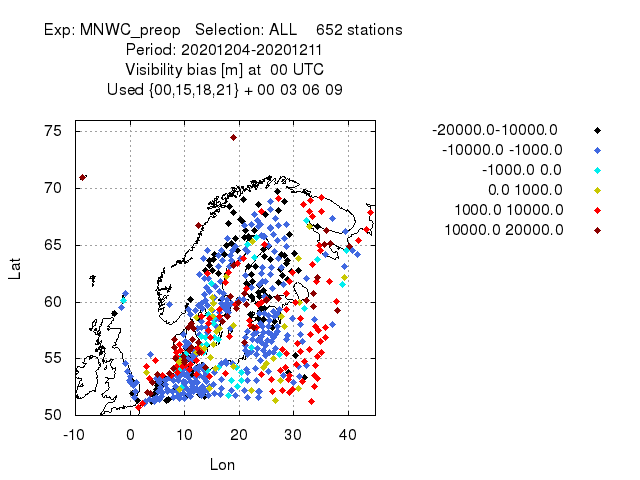 Exp: MNWC_preop   Selection: ALL    652 stations
Period: 20201204-20201211
Visibility bias [m] at  00 UTC
Used {00,15,18,21} + 00 03 06 09
-20000.0-10000.0
-10000.0 -1000.0
-1000.0 0.0
0.0 1000.0
1000.0 10000.0
10000.0 20000.0
Lat
75
70
65
60
55
50
-10 0 10 20 30 40
Lon